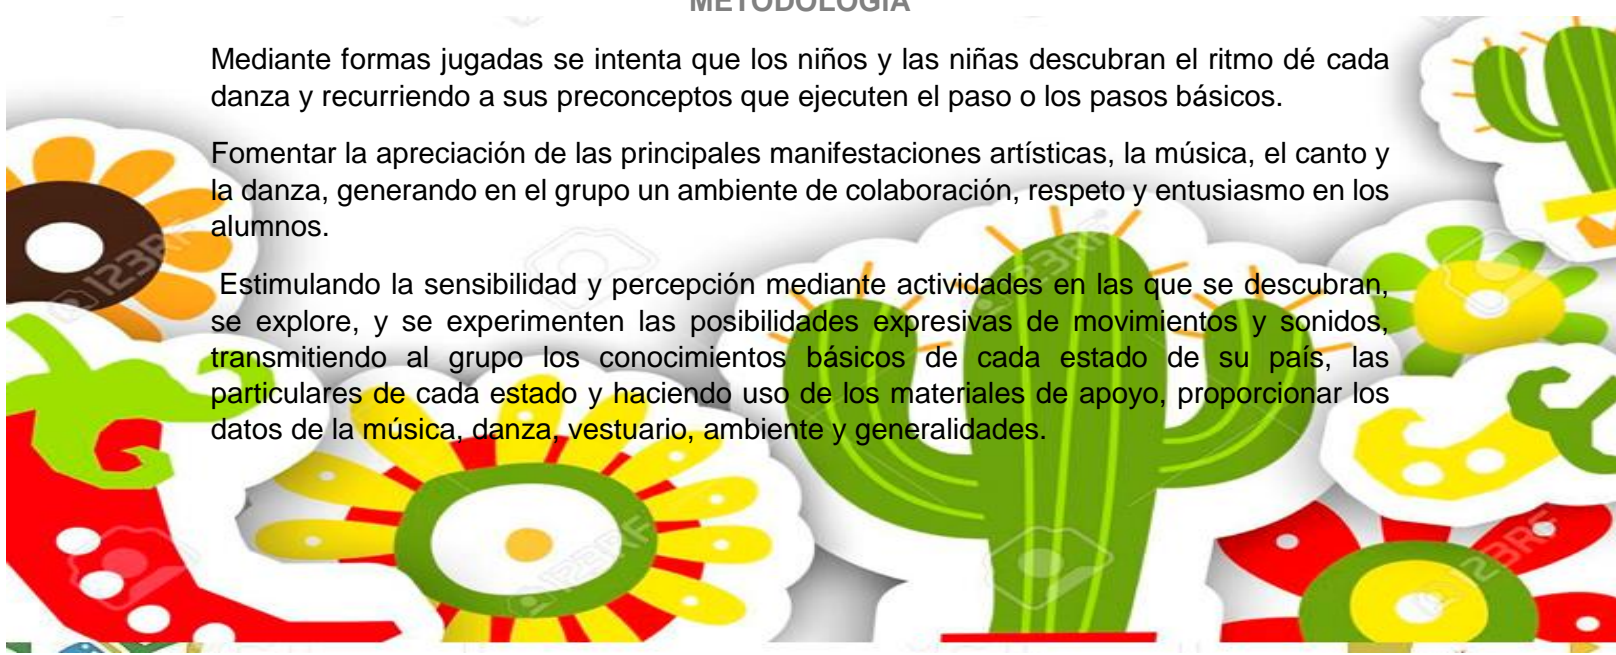 METODOLOGÍA
Mediante formas jugadas se intenta que los niños y las niñas descubran el ritmo dé cada
danza y recurriendo a sus preconceptos que ejecuten el paso o los pasos básicos.
Fomentar la apreciación de las principales manifestaciones artísticas, la música, el canto y
la danza, generando en el grupo un ambiente de colaboración, respeto y entusiasmo en los
alumnos.
Estimulando la sensibilidad y percepción mediante actividades en las que se descubran,
se explore, y se experimenten las posibilidades expresivas de movimientos y sonidos,
transmitiendo al grupo los conocimientos básicos de cada estado de su país, las
particulares de cada estado y haciendo uso de los materiales de apoyo, proporcionar los
datos de la música, danza, vestuario, ambiente y generalidades.
123RF
123RF
123RF
123RF